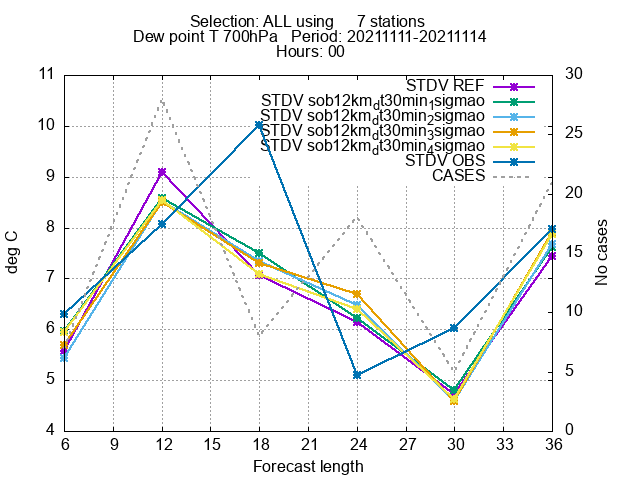 Selection: ALL using 7 stations
Dew point T 700hPa Period: 20211111-20211114
Hours: 00
11
10
9
8
7
6
5
4
30
25
20
15
10
5
0
deg C
No cases
STDV REF
STDV sob12km_dt30min_1sigmao
STDV sob12km_dt30min_2sigmao
STDV sob12km_dt30min_3sigmao
STDV sob12km_dt30min_4sigmao
STDV OBS
CASES
6 9 12 15 18 21 24 27 30 33 36
Forecast length